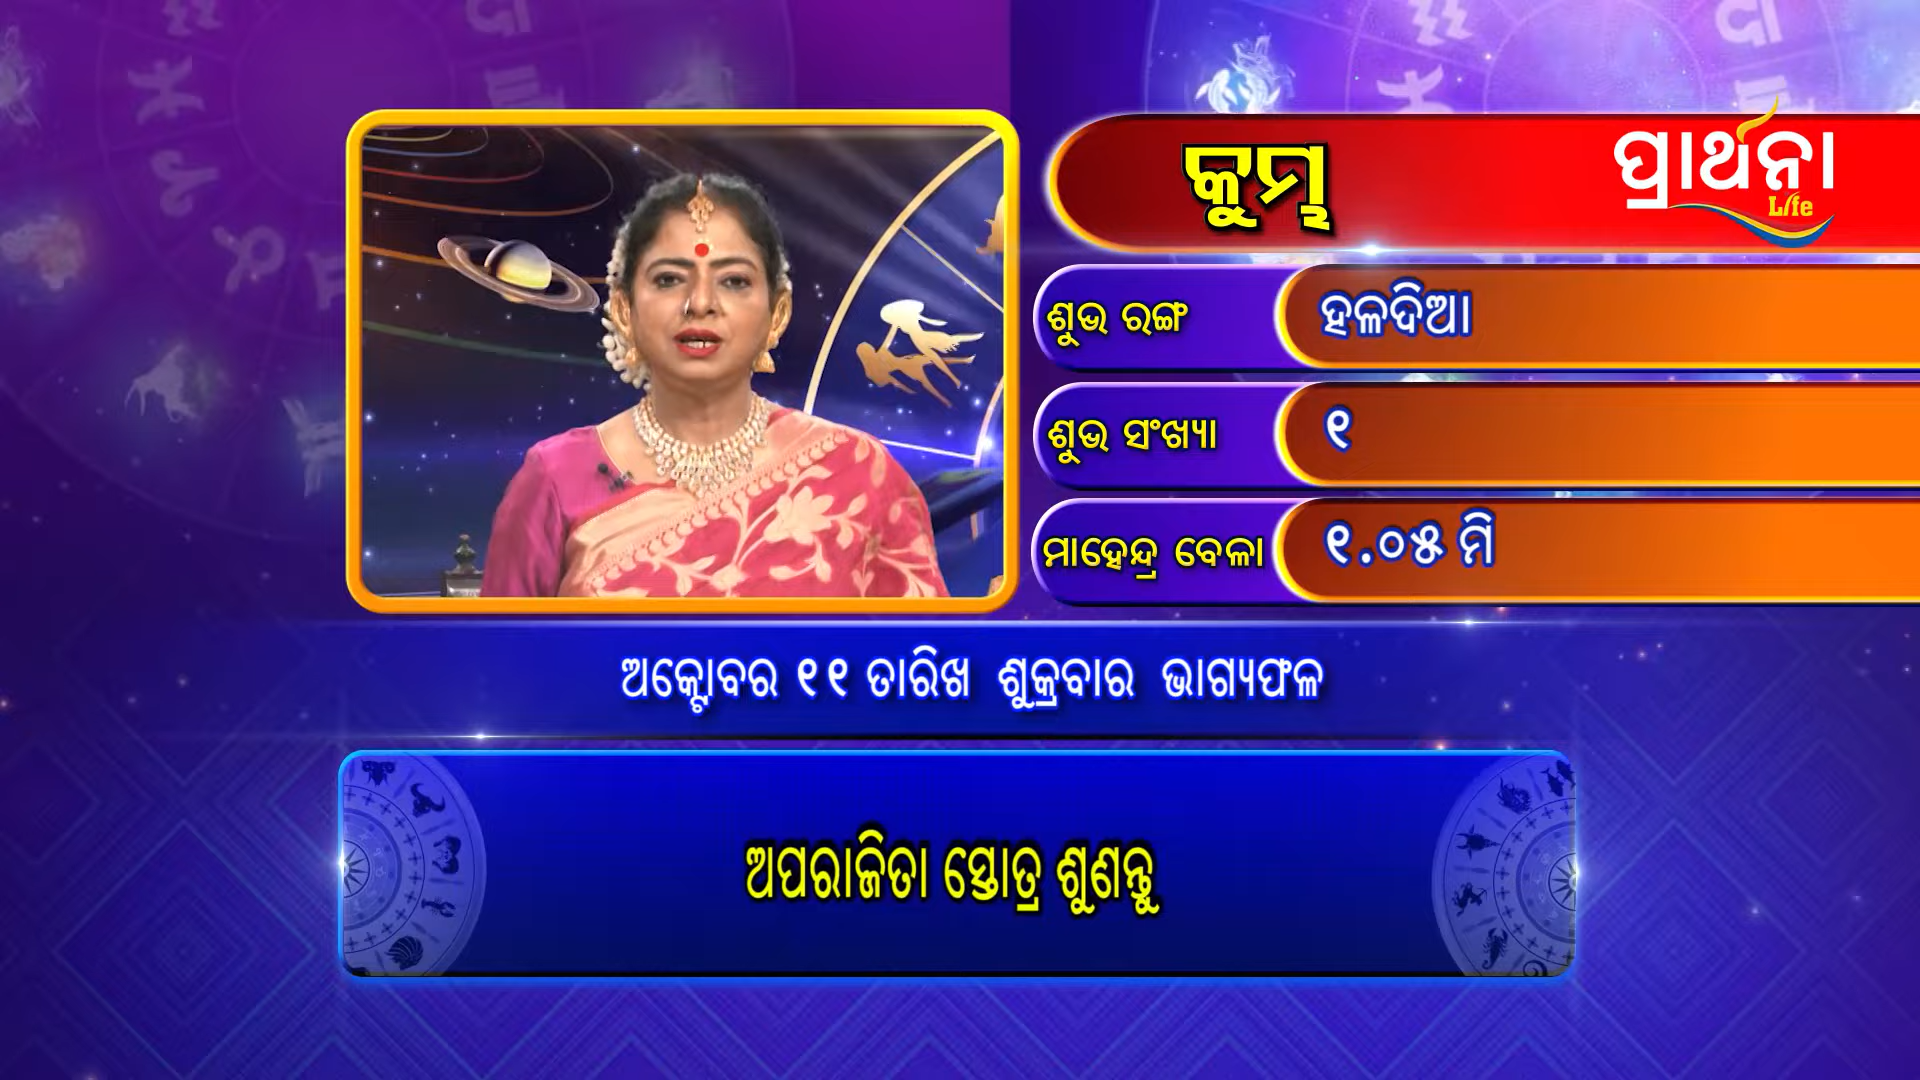 କୁମ୍ଭ
ପ୍ରାର୍ଥନା
Life
ଶୁଭ ରଙ୍ଗ ହଳଦିଆ
ଶୁଭ ସଂଖ୍ୟା ୧
ମାହେନ୍ଦ୍ର ବେଳା ୧.୦୫ ମି
ଅକ୍ଟୋବର ୧୧ ତାରିଖ ଶୁକ୍ରବାର ଭାଗ୍ୟଫଳ
ଅପରାଜିତା ସ୍ତୋତ୍ର ଶୁଣନ୍ତୁ